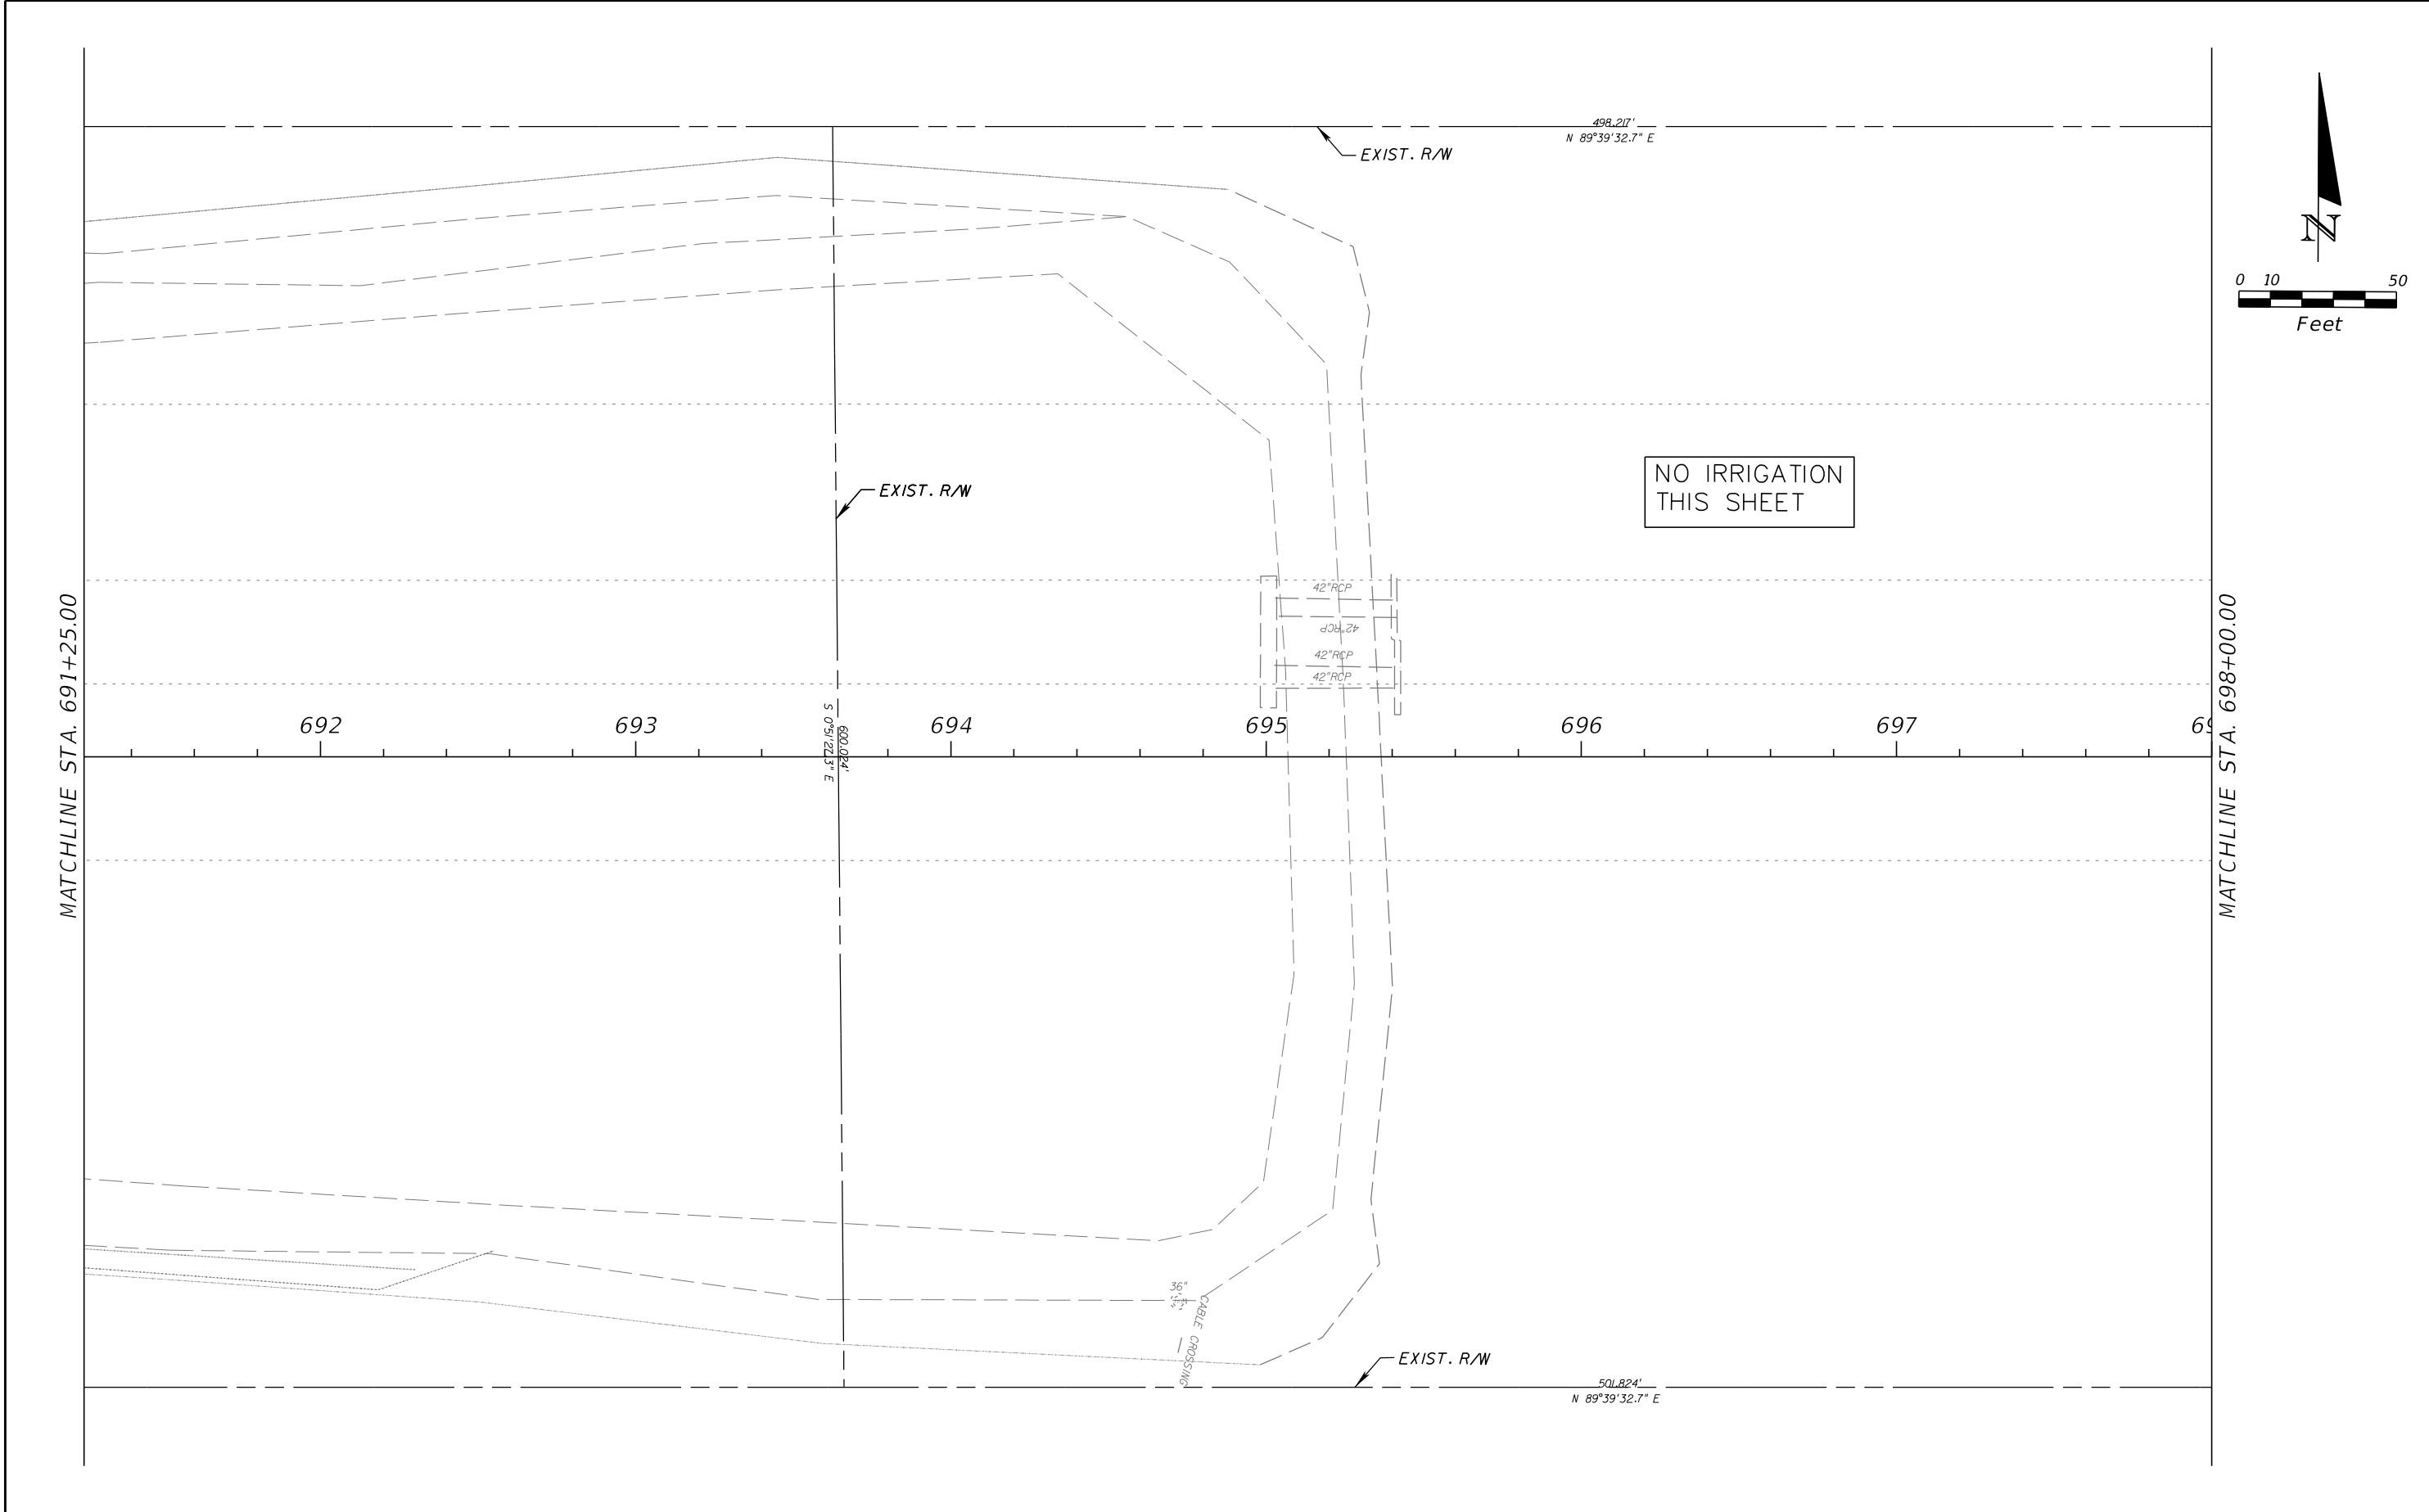 498.217'
N 89°39'32.7" E
EXIST. R/W
N
0 10 50
Feet
EXIST. R/W
NO IRRIGATION
THIS SHEET
42"RCP
42"RCP
42"RCP
42"RCP
MATCHLINE STA. 691+25.00
692 693 694 695 696 697
MATCHLINE STA. 698+00.00
600.024'
S 0°51'27.3" E
36"
CABLE CROSSING
EXIST. R/W
501.824'
N 89°39'32.7" E